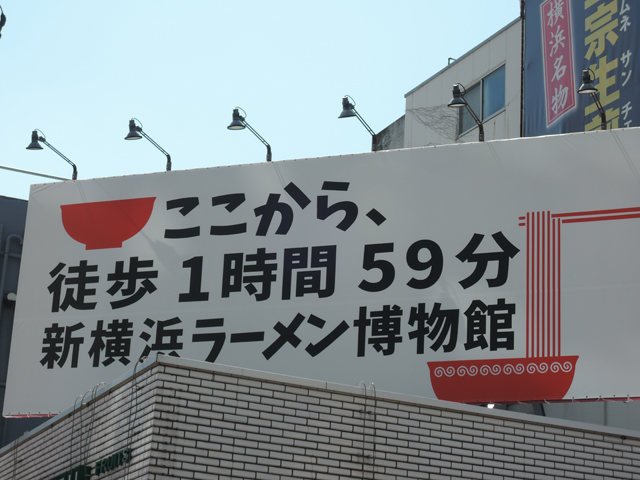 ここから、
徒歩 1時間 59分
新横浜ラーメン博物館
横浜名物
FRUITS